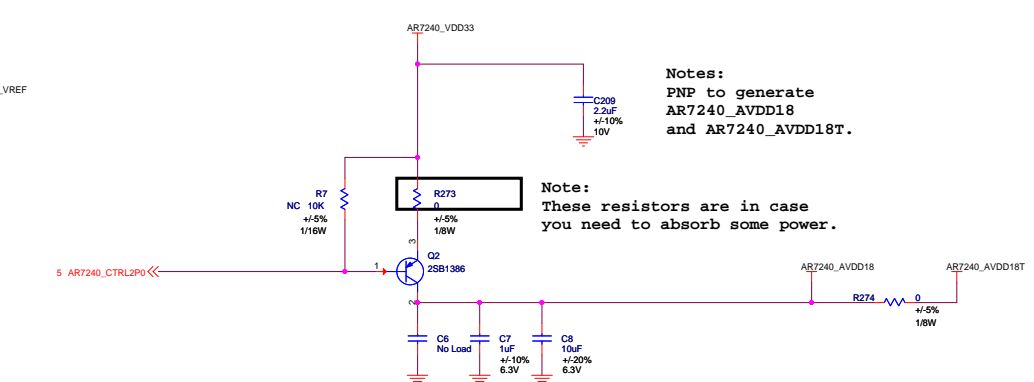 AR7240_VDD33
_VREF
C209
2.2uF
+/-10%
10V
Notes:
PNP to generate
AR7240_AVDD18
and AR7240_AVDD18T.
R7
NC 10K
+/-5%
1/16W
R273
0
+/-5%
1/8W
Note:
These resistors are in case
you need to absorb some power.
3
Q2
2SB1386
1
2
5 AR7240_CTRL2P0
AR7240_AVDD18
AR7240_AVDD18T
R274
0
+/-5%
1/8W
C6
No Load
C7
1uF
+/-10%
6.3V
C8
10uF
+/-20%
6.3V